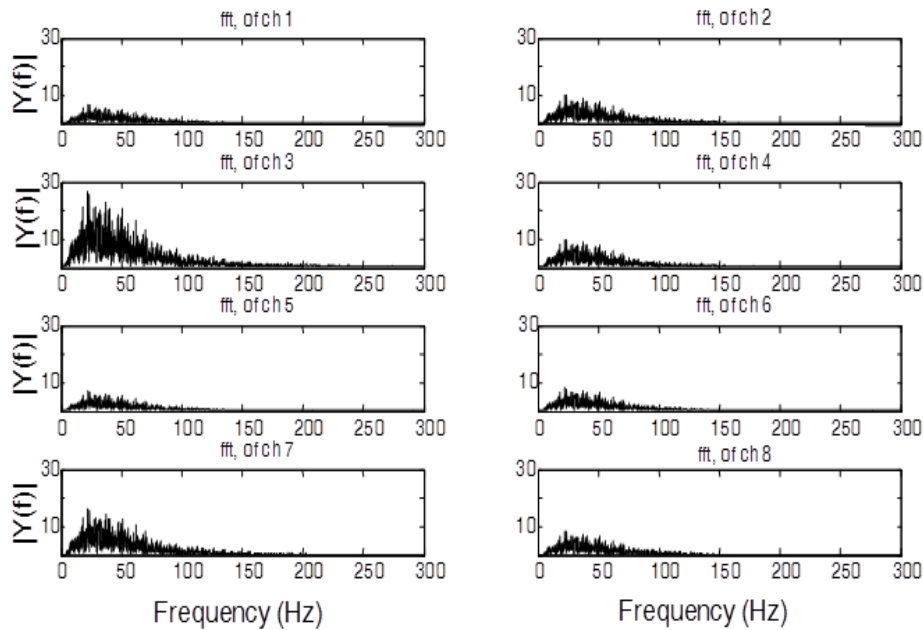 fft, of ch 1
fft, of ch 2
|Y(f)|
30
10
0 50 100 150 200 250 300
30
10
0 50 100 150 200 250 300
fft, of ch 3
fft, of ch 4
|Y(f)|
30
10
0 50 100 150 200 250 300
30
10
0 50 100 150 200 250 300
fft, of ch 5
fft, of ch 6
|Y(f)|
30
10
0 50 100 150 200 250 300
30
10
0 50 100 150 200 250 300
fft, of ch 7
fft, of ch 8
|Y(f)|
30
10
0 50 100 150 200 250 300
30
10
0 50 100 150 200 250 300
Frequency (Hz)
Frequency (Hz)